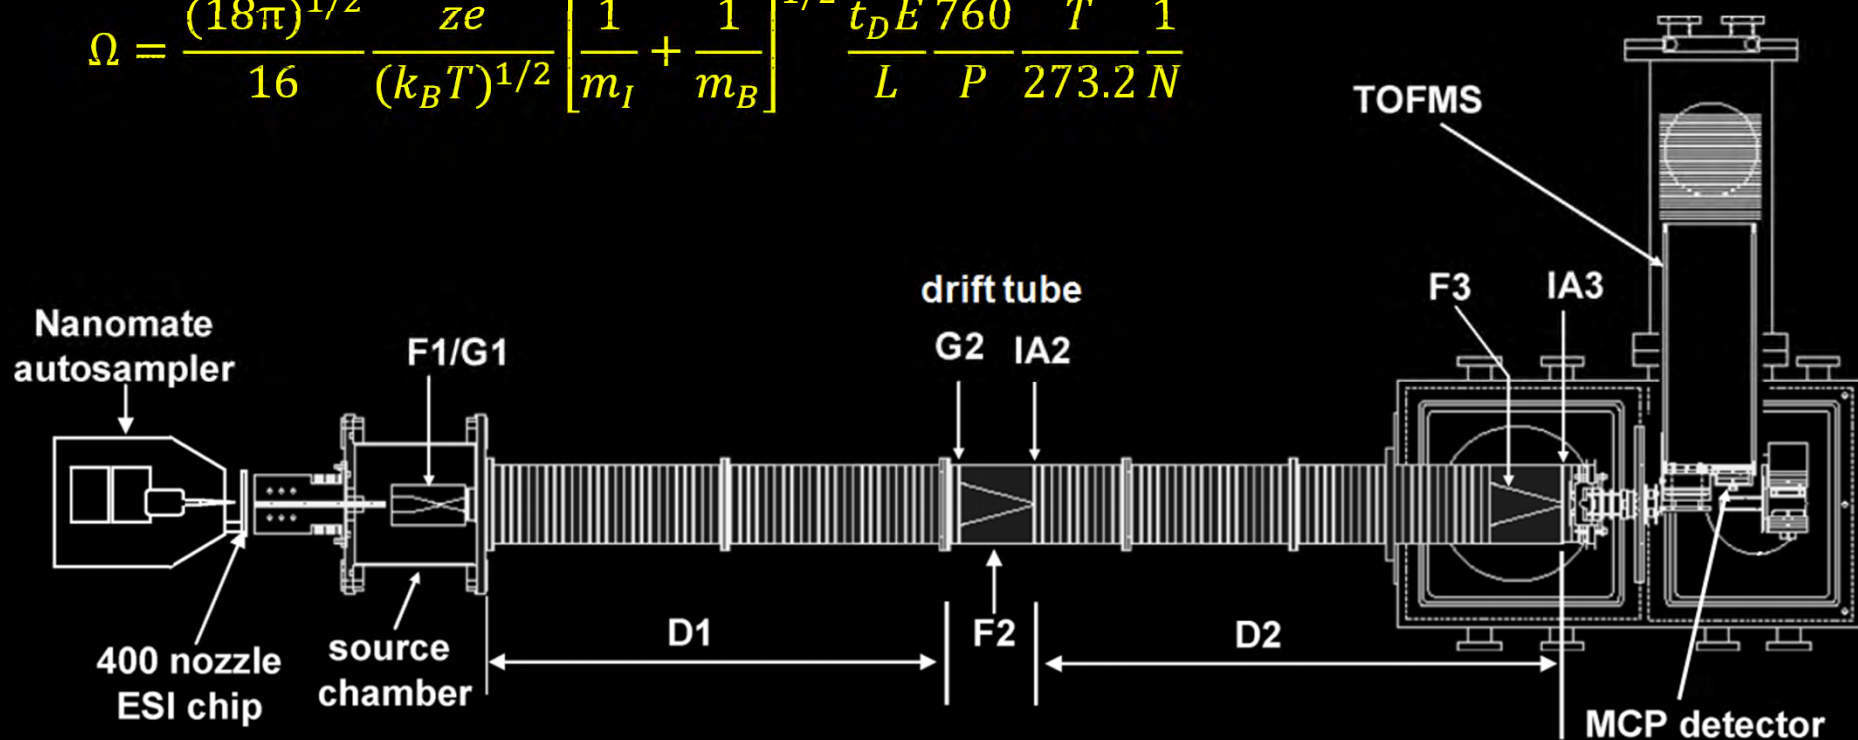 Ω = (18π)^{1/2}/16 ze/(k_BT)^{1/2} [1/m_I + 1/m_B]^{1/2} t_DE/L 760/P T/273.2 1/N
TOFMS
drift tube
F3
IA3
Nanomate
autosampler
F1/G1
G2
IA2
400 nozzle
ESI chip
source
chamber
D1
F2
D2
MCP detector